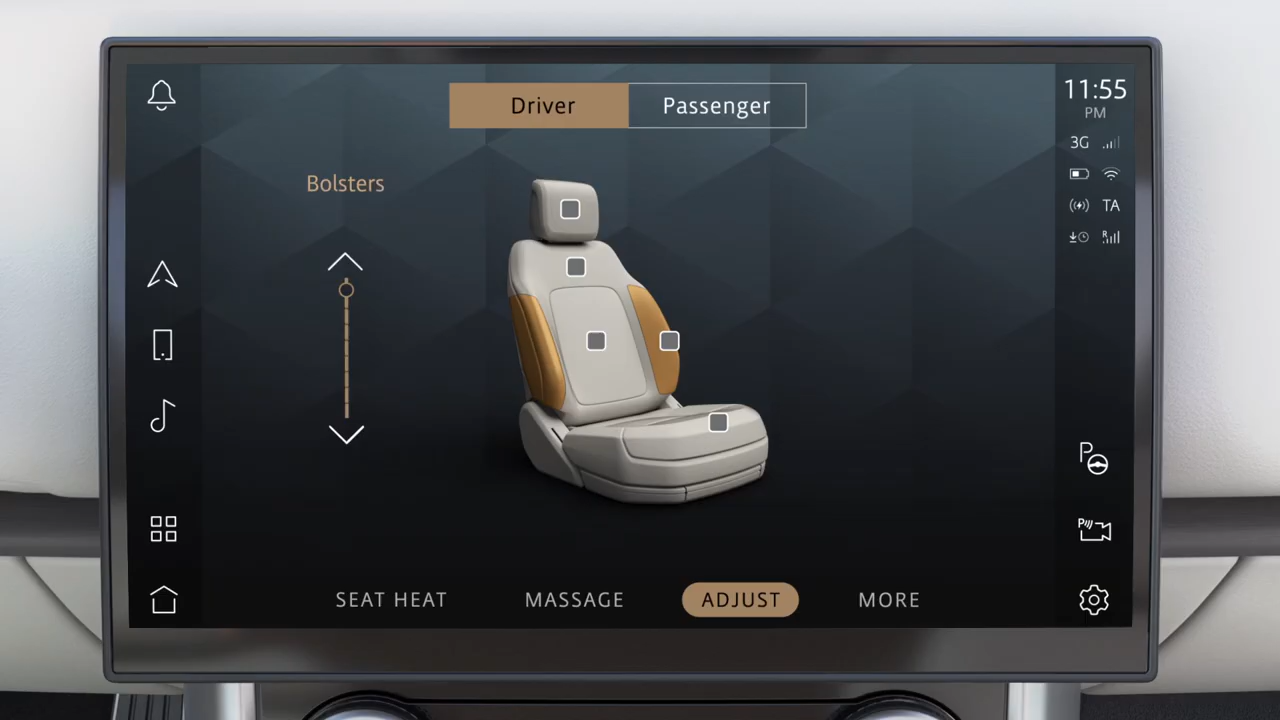 Driver
Passenger
11:55
PM
3G
TA
R
Bolsters
P
P
SEAT HEAT
MASSAGE
ADJUST
MORE